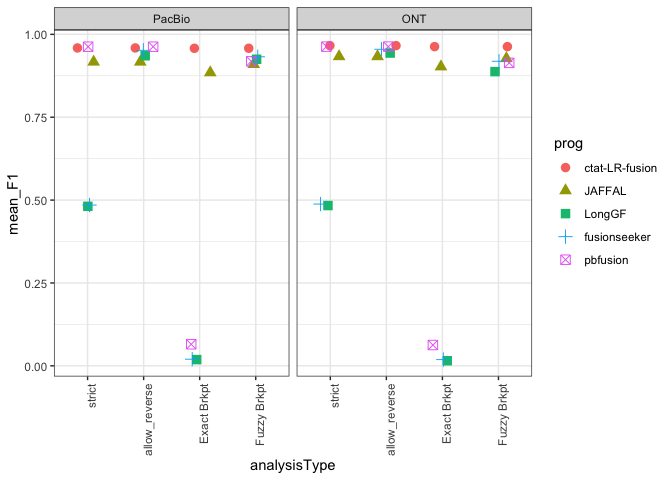 PacBio
ONT
mean_F1
1.00
0.75
0.50
0.25
0.00
strict
allow_reverse
Exact Brkpt
Fuzzy Brkpt
strict
allow_reverse
Exact Brkpt
Fuzzy Brkpt
analysisType
prog
ctat-LR-fusion
JAFFAL
LongGF
fusionseeker
pbfusion